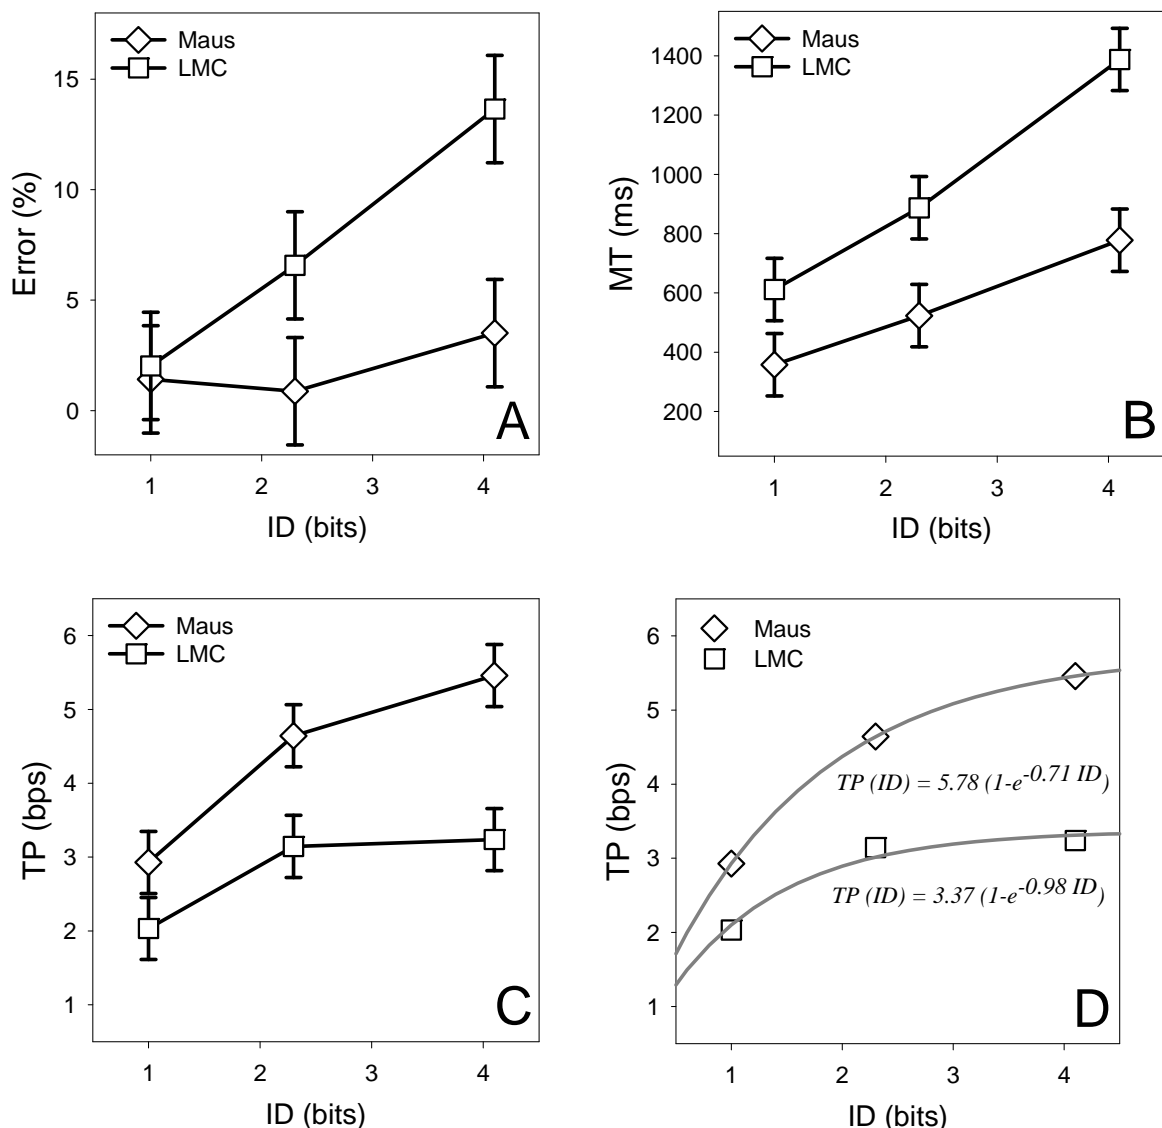 Maus
LMC
15
10
5
0
Error (%)
1 2 3 4
ID (bits)
A
Maus
LMC
1400
1200
1000
800
600
400
200
MT (ms)
1 2 3 4
ID (bits)
B
Maus
LMC
6
5
4
3
2
1
TP (bps)
1 2 3 4
ID (bits)
C
Maus
LMC
6
5
4
3
2
1
TP (bps)
TP (ID) = 5.78 (1-e^-0.71 ID)
TP (ID) = 3.37 (1-e^-0.98 ID)
1 2 3 4
ID (bits)
D